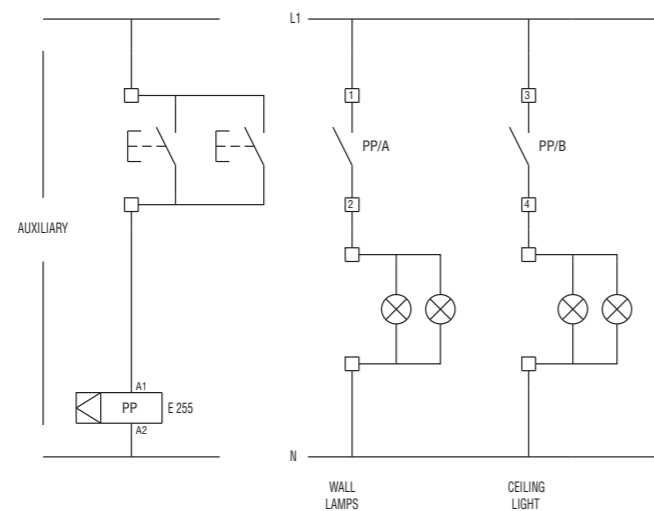 L1
1
3
PP/A
PP/B
2
4
AUXILIARY
A1
PP
E 255
A2
N
WALL
LAMPS
CEILING
LIGHT